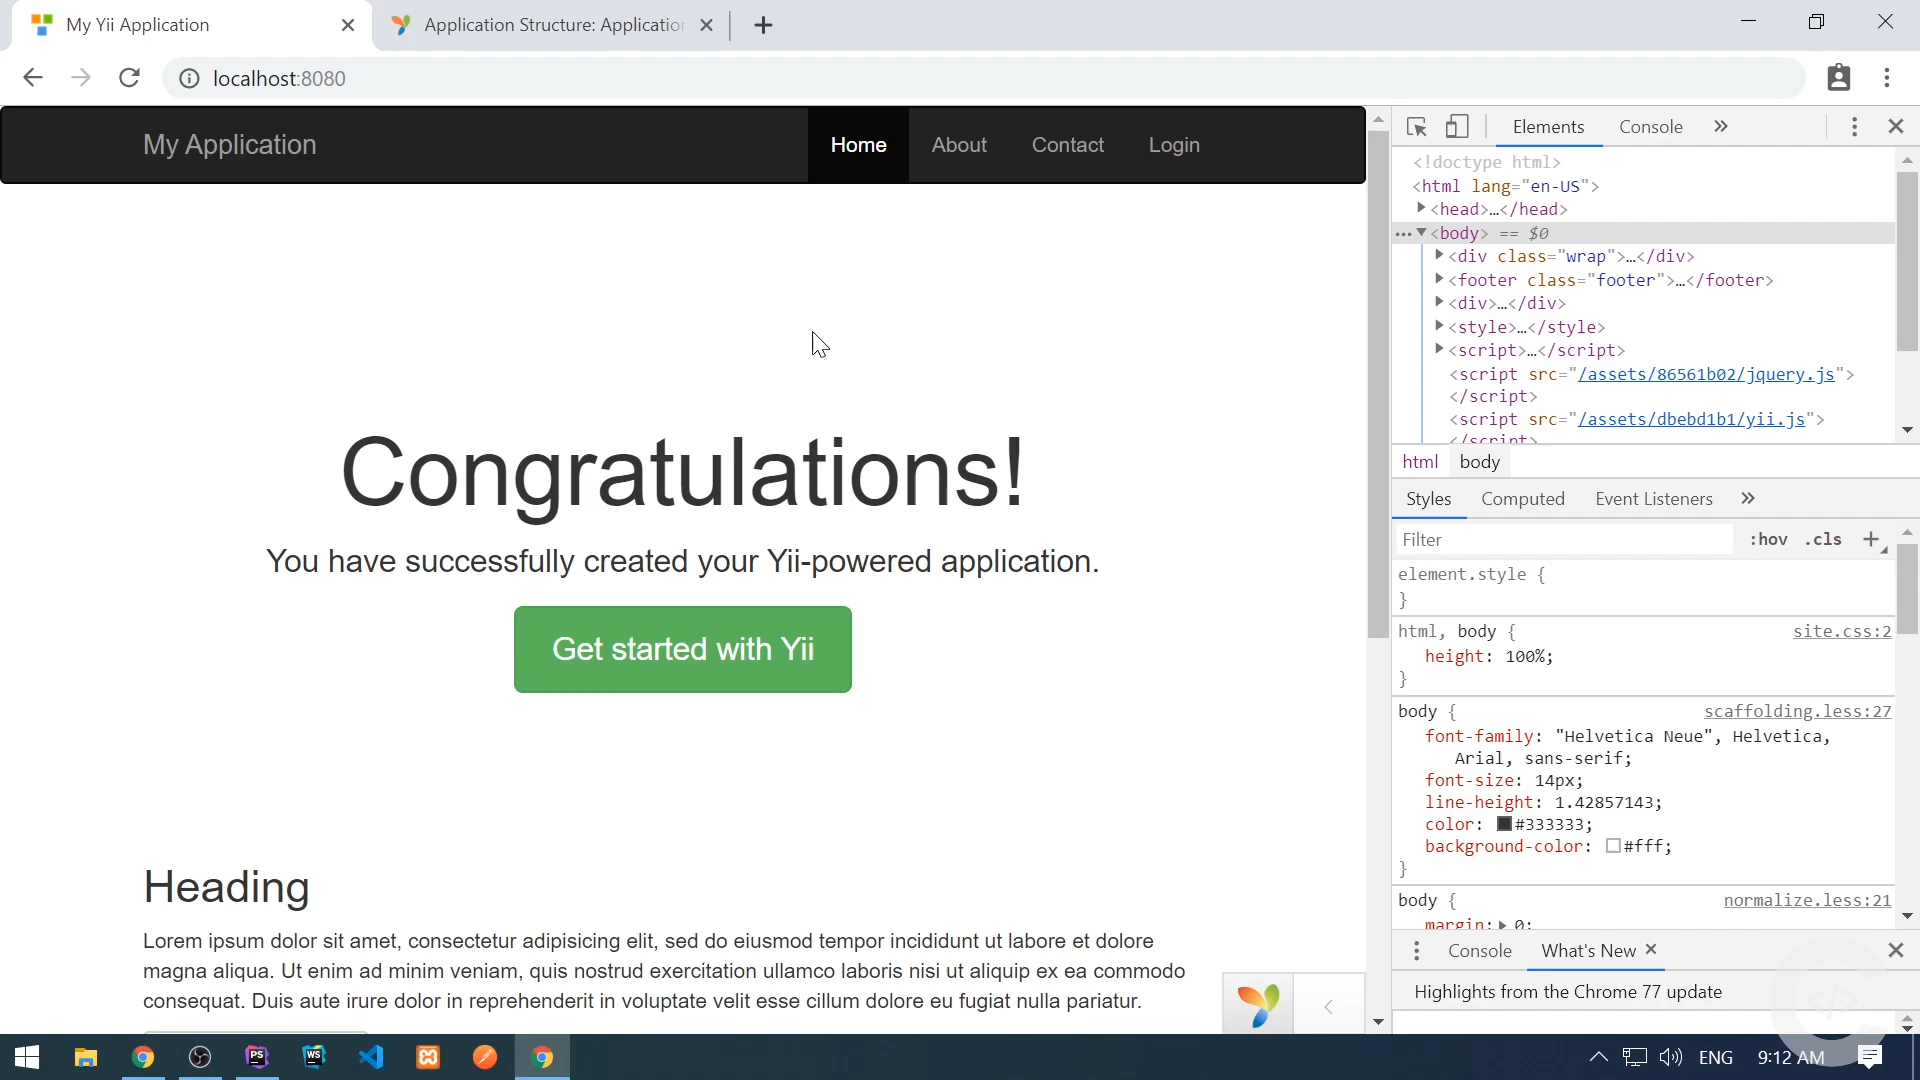 My Yii Application
Application Structure: Application
localhost:8080
My Application
Home
About
Contact
Login
Congratulations!
You have successfully created your Yii-powered application.
Get started with Yii
Heading
Lorem ipsum dolor sit amet, consectetur adipisicing elit, sed do eiusmod tempor incididunt ut labore et dolore
magna aliqua. Ut enim ad minim veniam, quis nostrud exercitation ullamco laboris nisi ut aliquip ex ea commodo
consequat. Duis aute irure dolor in reprehenderit in voluptate velit esse cillum dolore eu fugiat nulla pariatur.
Elements
Console
<!doctype html>
<html lang="en-US">
<head>…</head>
<body> == $0
<div class="wrap">…</div>
<footer class="footer">…</footer>
<div>…</div>
<style>…</style>
<script>…</script>
<script src="/assets/86561b02/jquery.js">
</script>
<script src="/assets/dbebd1b1/yii.js">
</script>
html
body
Styles
Computed
Event Listeners
Filter
:hov
.cls
element.style {
}
html, body {
site.css:2
height: 100%;
}
body {
scaffolding.less:27
font-family: "Helvetica Neue", Helvetica,
Arial, sans-serif;
font-size: 14px;
line-height: 1.42857143;
color: #333333;
background-color: #fff;
}
body {
normalize.less:21
margin: 0;
Console
What's New
Highlights from the Chrome 77 update
PS
WS
ENG
9:12 AM